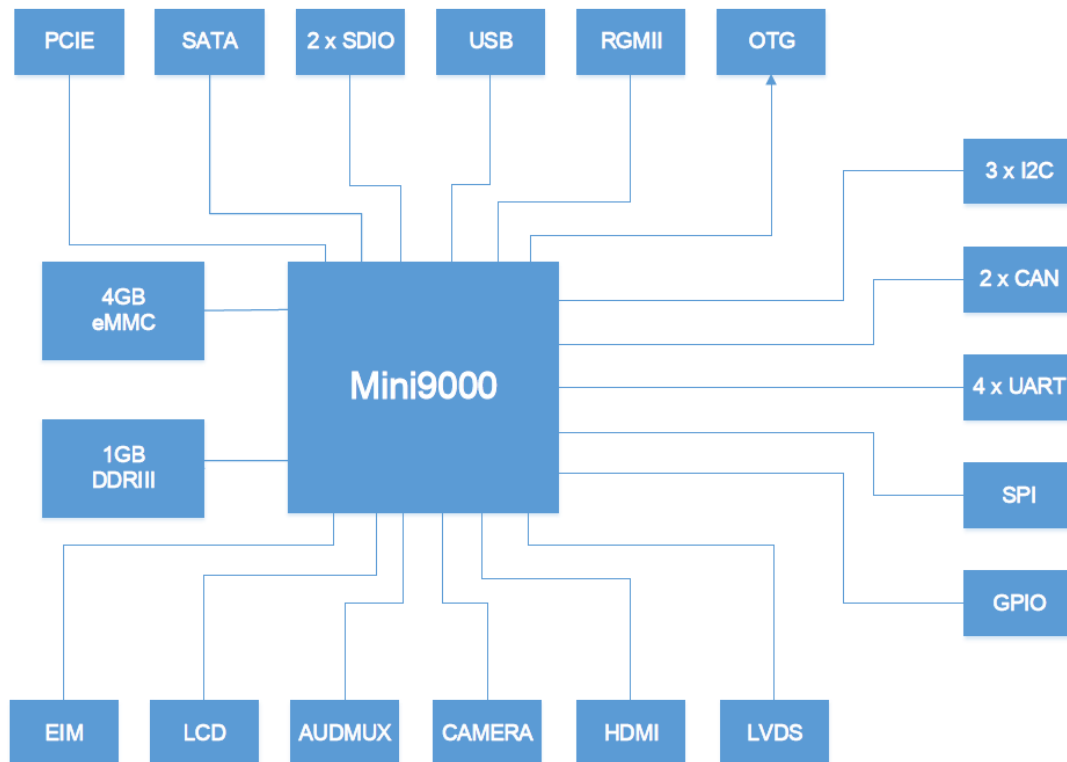 PCIE
SATA
2 x SDIO
USB
RGMII
OTG
3 x I2C
4GB
eMMC
2 x CAN
Mini9000
4 x UART
1GB
DDRIII
SPI
GPIO
EIM
LCD
AUDMUX
CAMERA
HDMI
LVDS